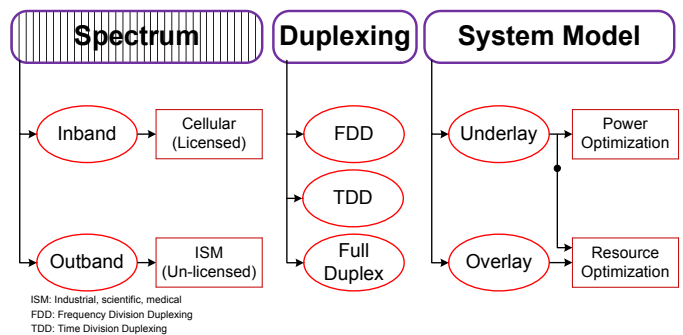 Spectrum
Duplexing
System Model
Inband
Cellular
(Licensed)
FDD
Underlay
Power
Optimization
TDD
Outband
ISM
(Un-licensed)
Full
Duplex
Overlay
Resource
Optimization
ISM: Industrial, scientific, medical
FDD: Frequency Division Duplexing
TDD: Time Division Duplexing